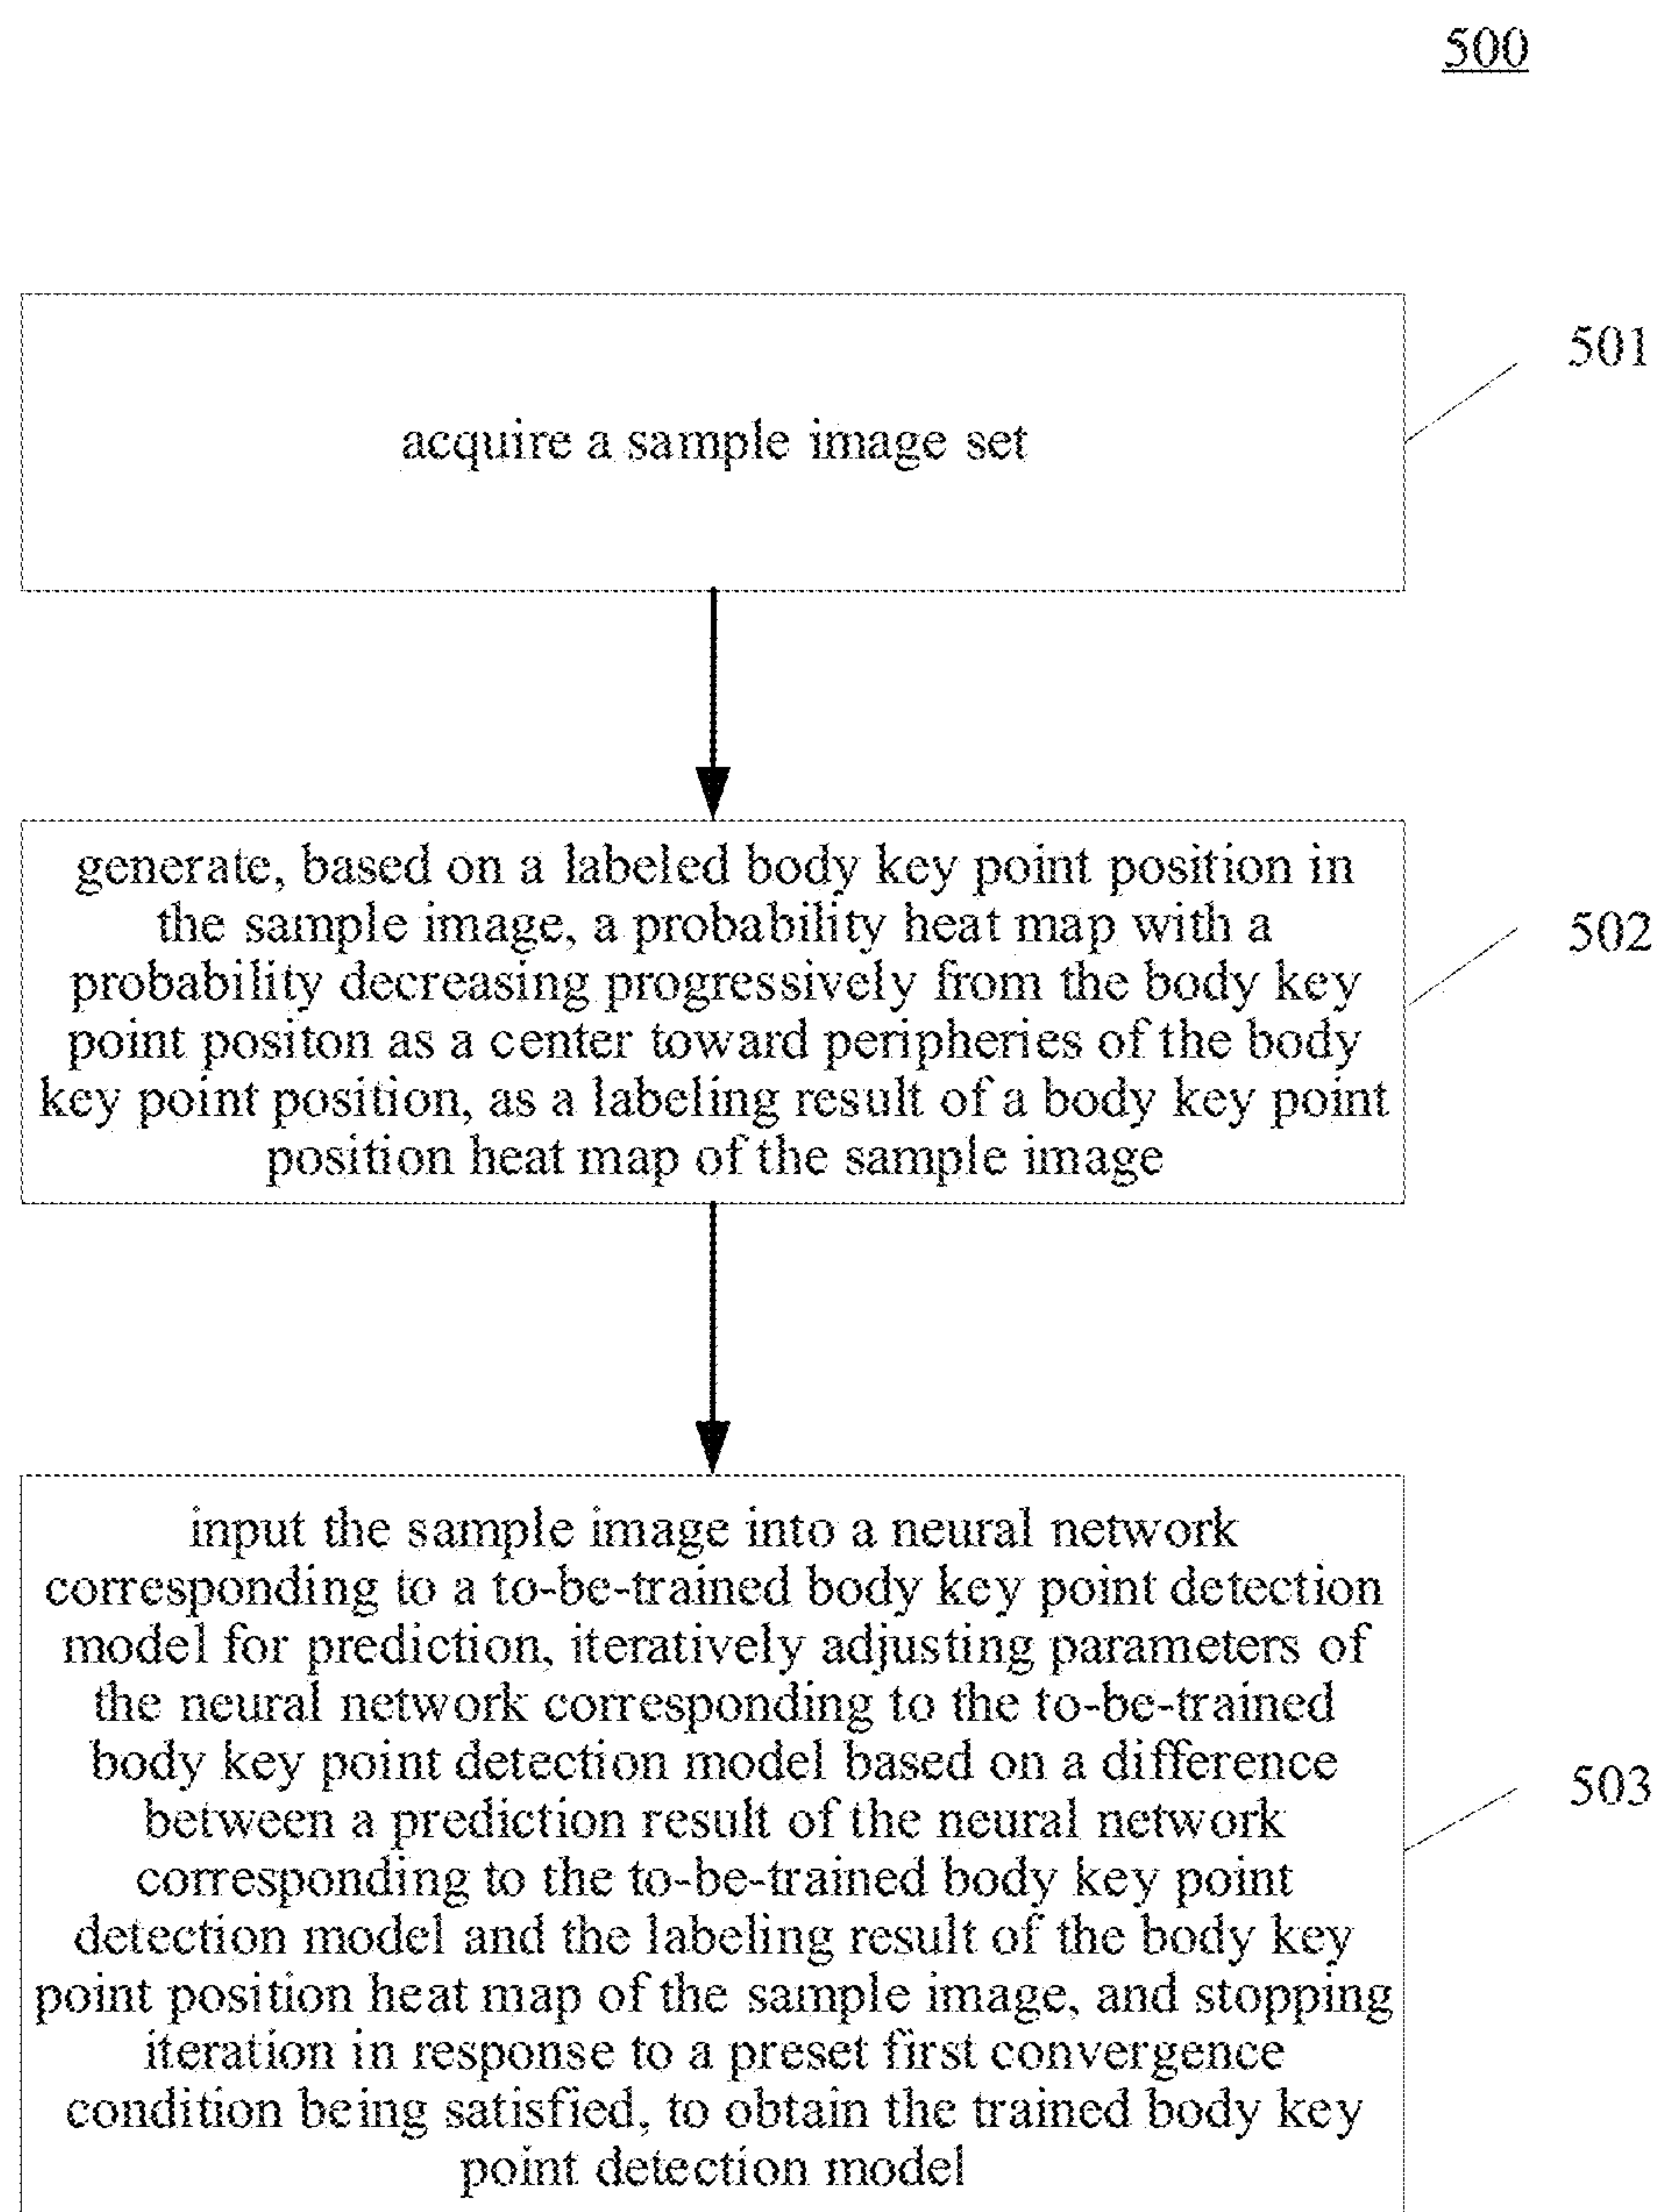 500
acquire a sample image set
501
generate, based on a labeled body key point position in
the sample image, a probability heat map with a
probability decreasing progressively from the body key
point positon as a center toward peripheries of the body
key point position, as a labeling result of a body key point
position heat map of the sample image
502
input the sample image into a neural network
corresponding to a to-be-trained body key point detection
model for prediction, iteratively adjusting parameters of
the neural network corresponding to the to-be-trained
body key point detection model based on a difference
between a prediction result of the neural network
corresponding to the to-be-trained body key point
detection model and the labeling result of the body key
point position heat map of the sample image, and stopping
iteration in response to a preset first convergence
condition being satisfied, to obtain the trained body key
point detection model
503